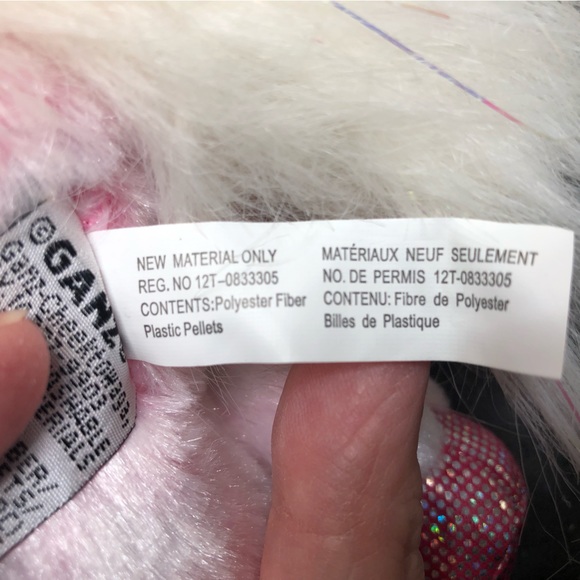 ©GANZ
NEW MATERIAL ONLY
REG. NO 12T-0833305
CONTENTS:Polyester Fiber
Plastic Pellets
MATÉRIAUX NEUF SEULEMENT
NO. DE PERMIS 12T-0833305
CONTENU: Fibre de Polyester
Billes de Plastique